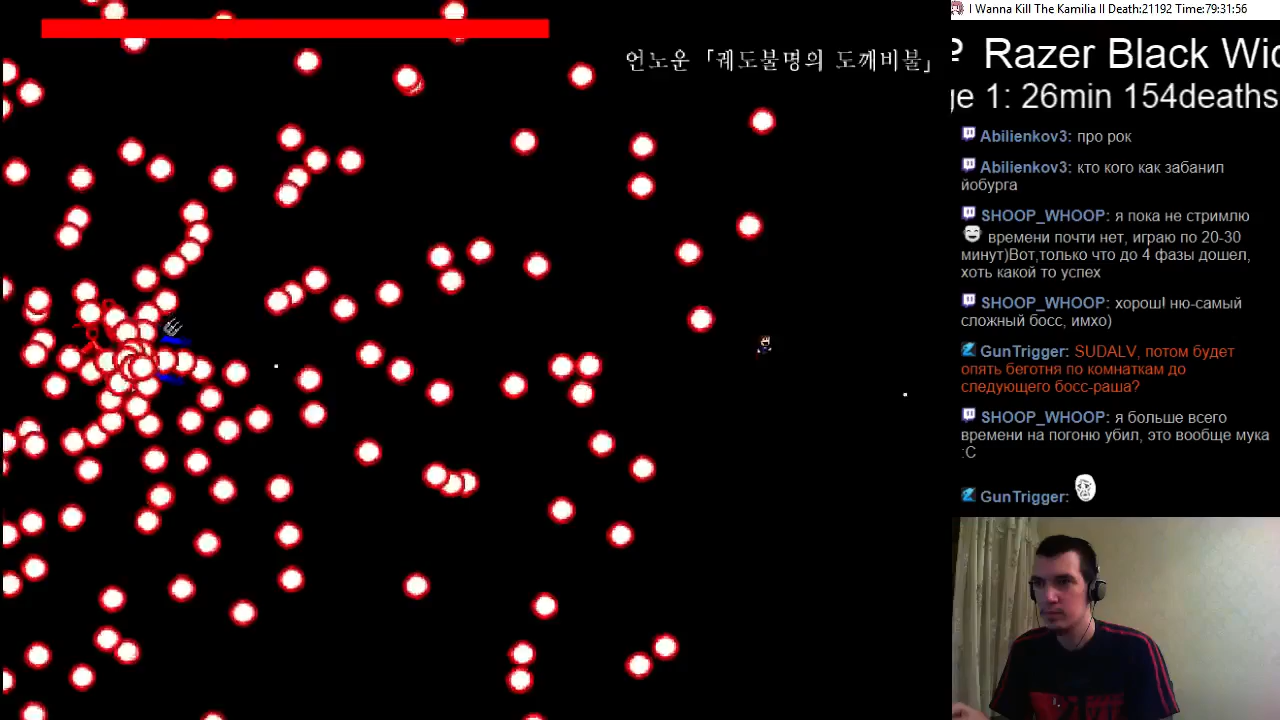 I Wanna Kill The Kamilia II Death:21192 Time:79:31:56
언노운「궤도불명의 도깨비불」
? Razer Black Wic
ge 1: 26min 154deaths
Abilienkov3: про рок
Abilienkov3: кто кого как забанил
йобурга
SHOOP_WHOOP: я пока не стримлю
времени почти нет, играю по 20-30
минут)Вот,только что до 4 фазы дошел,
хоть какой то успех
SHOOP_WHOOP: хорош! ню-самый
сложный босс, имхо)
GunTrigger: SUDALV, потом будет
опять беготня по комнаткам до
следующего босс-раша?
SHOOP_WHOOP: я больше всего
времени на погоню убил, это вообще мука
:C
GunTrigger: